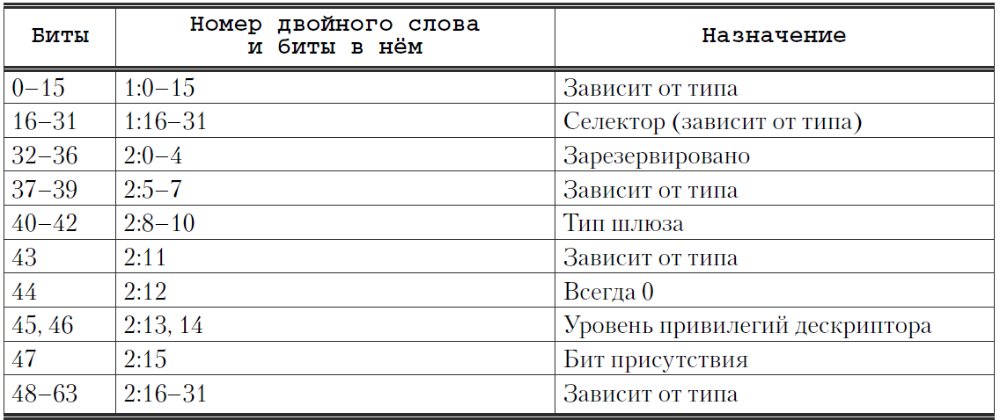 Биты Номер двойного слова и биты в нём Назначение
0–15 1:0–15 Зависит от типа
16–31 1:16–31 Селектор (зависит от типа)
32–36 2:0–4 Зарезервировано
37–39 2:5–7 Зависит от типа
40–42 2:8–10 Тип шлюза
43 2:11 Зависит от типа
44 2:12 Всегда 0
45, 46 2:13, 14 Уровень привилегий дескриптора
47 2:15 Бит присутствия
48–63 2:16–31 Зависит от типа